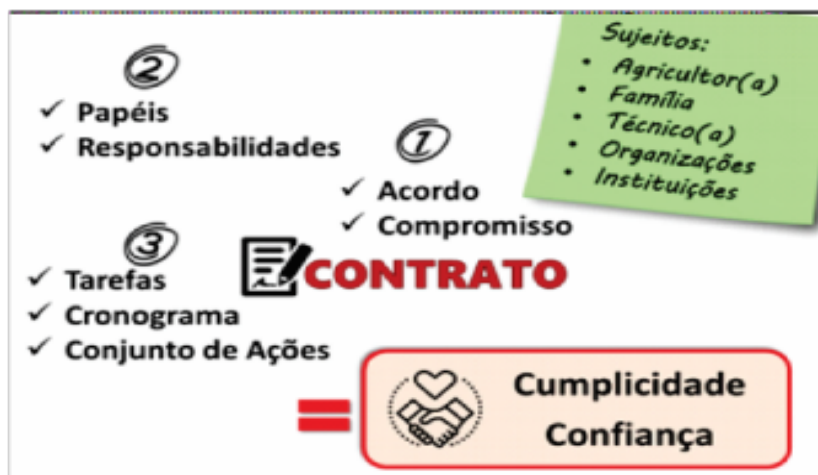 2
✓ Papéis
✓ Responsabilidades
1
✓ Acordo
✓ Compromisso
3
✓ Tarefas
✓ Cronograma
✓ Conjunto de Ações
CONTRATO
Sujeitos:
• Agricultor(a)
• Família
• Técnico(a)
• Organizações
• Instituições
=
Cumplicidade
Confiança